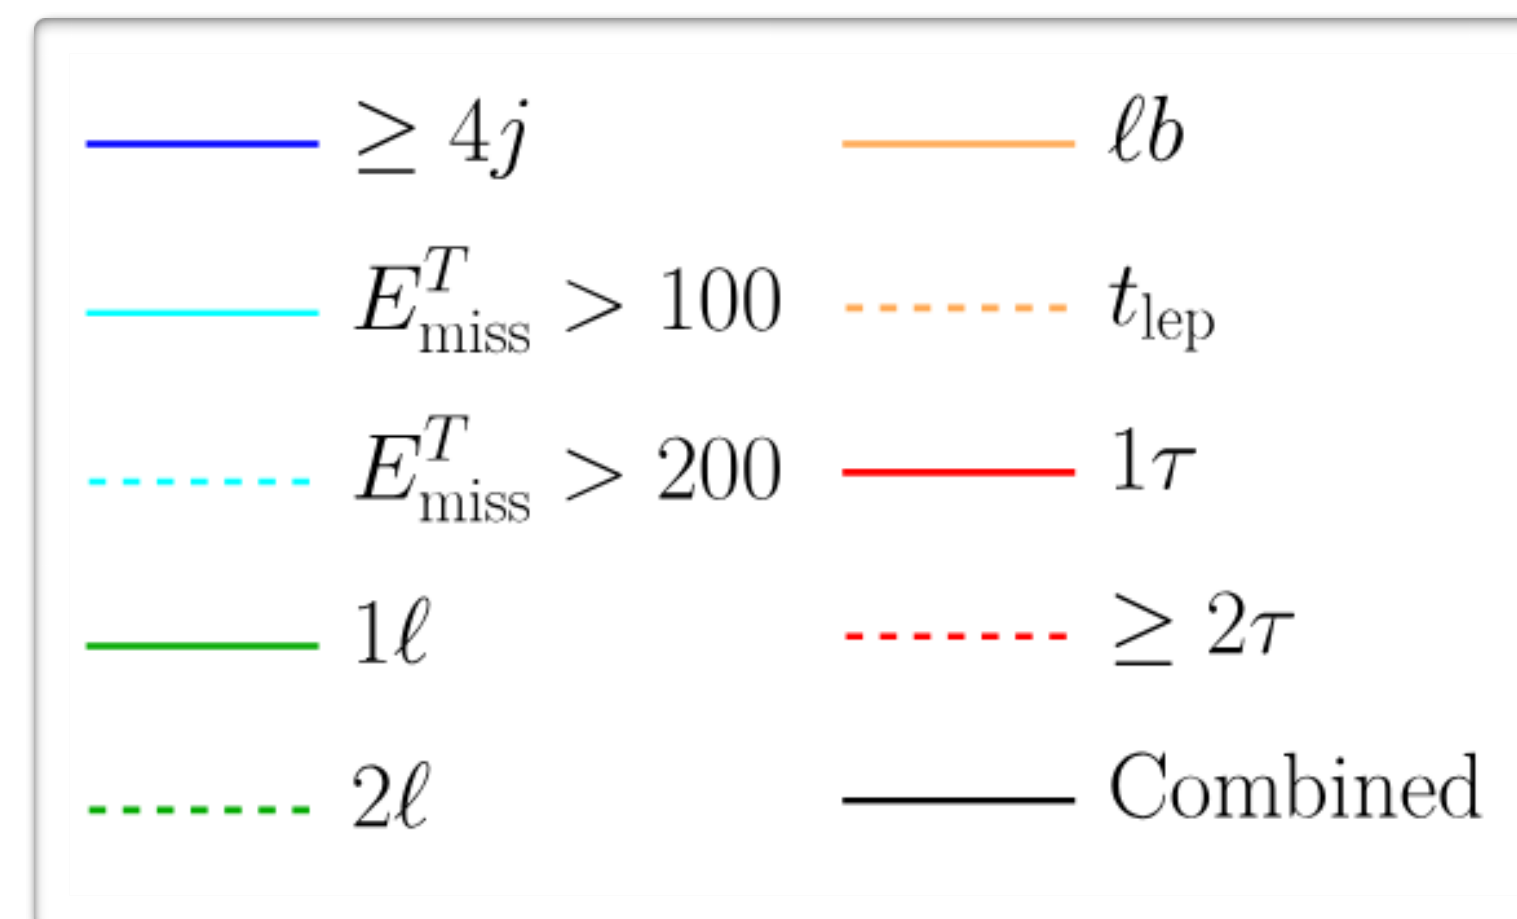 ≥ 4j
E^T_miss > 100
E^T_miss > 200
1ℓ
2ℓ
ℓb
t_lep
1τ
≥ 2τ
Combined